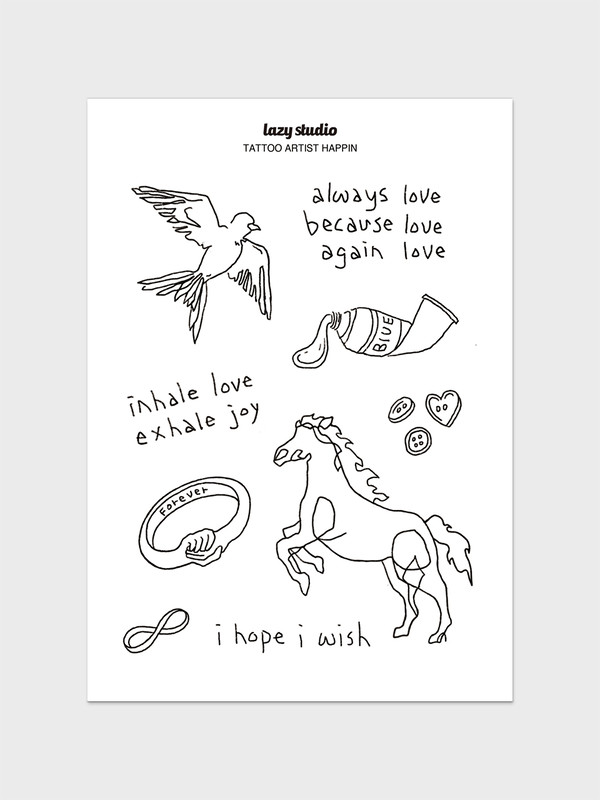 lazy studio
TATTOO ARTIST HAPPIN
always love
because love
again love
BLUE
inhale love
exhale joy
Forever
i hope i wish